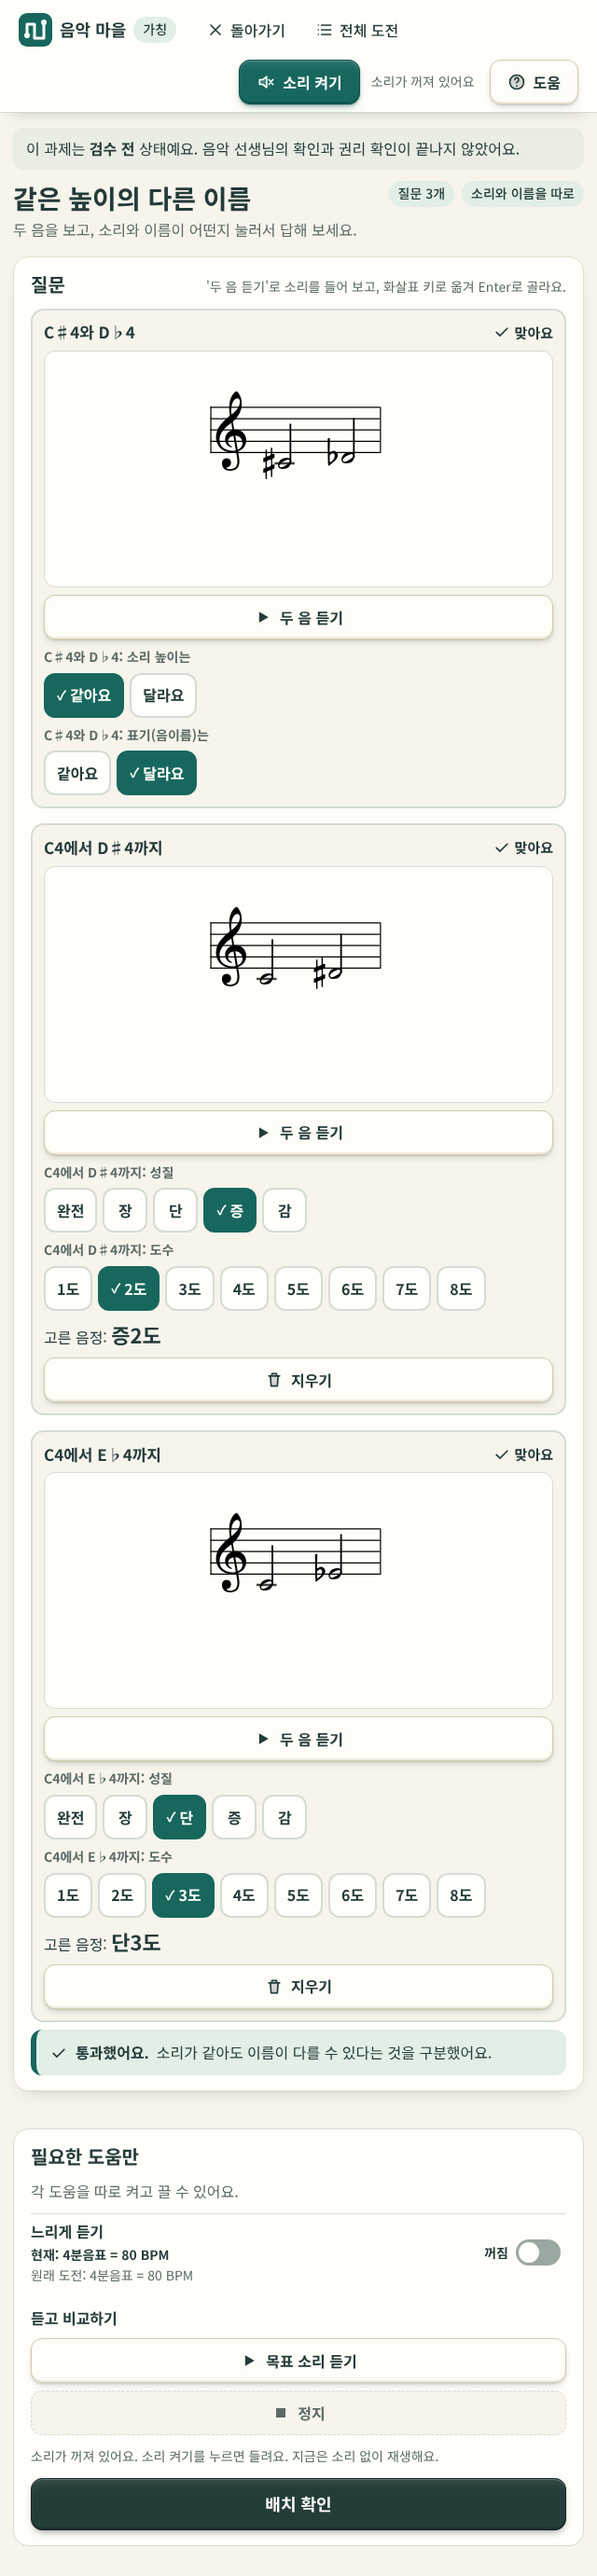 음악 마을 가칭 돌아가기 전체 도전
소리 켜기 소리가 꺼져 있어요 도움
이 과제는 검수 전 상태예요. 음악 선생님의 확인과 권리 확인이 끝나지 않았어요.
같은 높이의 다른 이름 질문 3개 소리와 이름을 따로
두 음을 보고, 소리와 이름이 어떤지 눌러서 답해 보세요.
질문 '두 음 듣기'로 소리를 들어 보고, 화살표 키로 옮겨 Enter로 골라요.
C♯4와 D♭4 ✓ 맞아요
▶ 두 음 듣기
C♯4와 D♭4: 소리 높이는
✓ 같아요 달라요
C♯4와 D♭4: 표기(음이름)는
같아요 ✓ 달라요
C4에서 D♯4까지 ✓ 맞아요
▶ 두 음 듣기
C4에서 D♯4까지: 성질
완전 장 단 ✓ 증 감
C4에서 D♯4까지: 도수
1도 ✓ 2도 3도 4도 5도 6도 7도 8도
고른 음정: 증2도
지우기
C4에서 E♭4까지 ✓ 맞아요
▶ 두 음 듣기
C4에서 E♭4까지: 성질
완전 장 ✓ 단 증 감
C4에서 E♭4까지: 도수
1도 2도 ✓ 3도 4도 5도 6도 7도 8도
고른 음정: 단3도
지우기
✓ 통과했어요. 소리가 같아도 이름이 다를 수 있다는 것을 구분했어요.
필요한 도움만
각 도움을 따로 켜고 끌 수 있어요.
느리게 듣기
현재: 4분음표 = 80 BPM 꺼짐
원래 도전: 4분음표 = 80 BPM
듣고 비교하기
▶ 목표 소리 듣기
■ 정지
소리가 꺼져 있어요. 소리 켜기를 누르면 들려요. 지금은 소리 없이 재생해요.
배치 확인